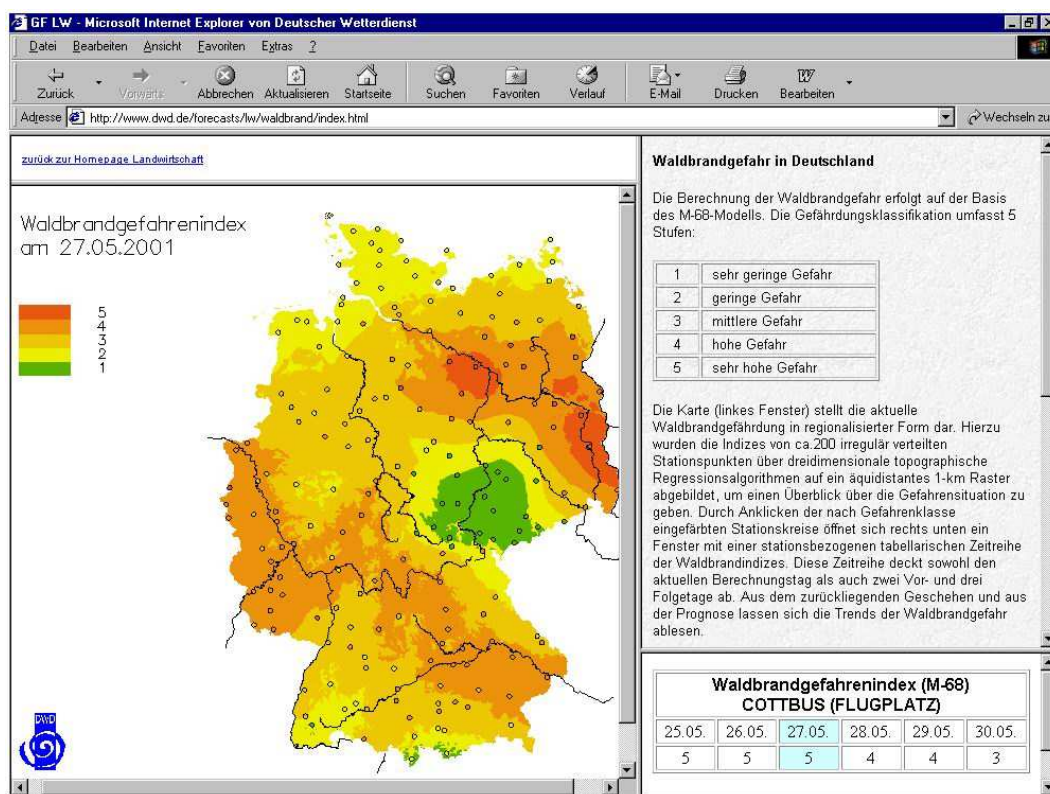 GF LW - Microsoft Internet Explorer von Deutscher Wetterdienst
Datei Bearbeiten Ansicht Favoriten Extras ?
Zurück Vorwärts Abbrechen Aktualisieren Startseite Suchen Favoriten Verlauf E-Mail Drucken Bearbeiten
Adresse http://www.dwd.de/forecasts/lw/waldbrand/index.html Wechseln zu
zurück zur Homepage Landwirtschaft
Waldbrandgefahrenindex
am 27.05.2001
5
4
3
2
1
DWD
Waldbrandgefahr in Deutschland
Die Berechnung der Waldbrandgefahr erfolgt auf der Basis
des M-68-Modells. Die Gefährdungsklassifikation umfasst 5
Stufen:
1 sehr geringe Gefahr
2 geringe Gefahr
3 mittlere Gefahr
4 hohe Gefahr
5 sehr hohe Gefahr
Die Karte (linkes Fenster) stellt die aktuelle
Waldbrandgefährdung in regionalisierter Form dar. Hierzu
wurden die Indizes von ca.200 irregulär verteilten
Stationspunkten über dreidimensionale topographische
Regressionsalgorithmen auf ein äquidistantes 1-km Raster
abgebildet, um einen Überblick über die Gefahrensituation zu
geben. Durch Anklicken der nach Gefahrenklasse
eingefärbten Stationskreise öffnet sich rechts unten ein
Fenster mit einer stationsbezogenen tabellarischen Zeitreihe
der Waldbrandindizes. Diese Zeitreihe deckt sowohl den
aktuellen Berechnungstag als auch zwei Vor- und drei
Folgetage ab. Aus dem zurückliegenden Geschehen und aus
der Prognose lassen sich die Trends der Waldbrandgefahr
ablesen.
Waldbrandgefahrenindex (M-68)
COTTBUS (FLUGPLATZ)
25.05. 26.05. 27.05. 28.05. 29.05. 30.05.
5 5 5 4 4 3